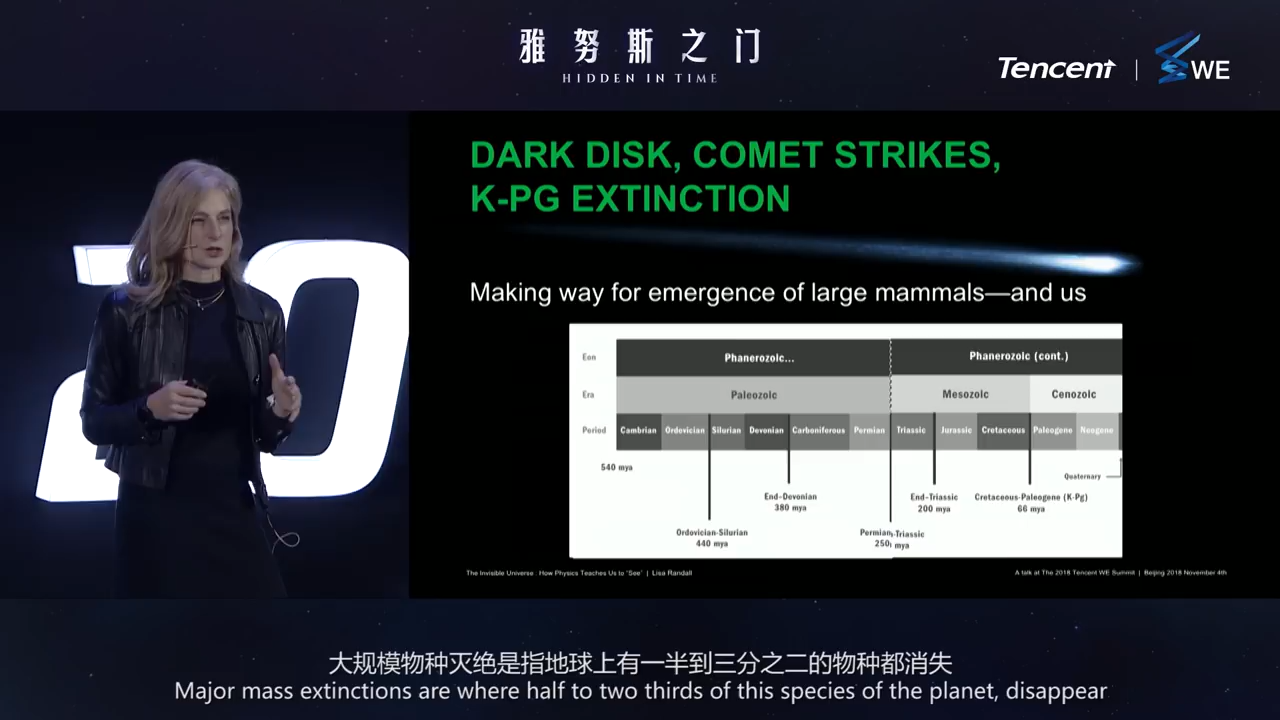 雅努斯之门
HIDDEN IN TIME
Tencent | WE
20
DARK DISK, COMET STRIKES,
K-PG EXTINCTION
Making way for emergence of large mammals—and us
Eon Phanerozoic... Phanerozoic (cont.)
Era Paleozoic Mesozoic Cenozoic
Period Cambrian Ordevician Silurian Devonian Carboniferous Permian Triassic Jurassic Cretaceous Paleogene Neogene
540 mya
Quaternary
End-Devonian
380 mya
End-Triassic
200 mya
Cretaceous-Paleogene (K-Pg)
66 mya
Ordovician-Silurian
440 mya
Permian-Triassic
250 mya
The Invisible Universe : How Physics Teaches Us to "See" | Lisa Randall
A talk at The 2018 Tencent WE Summit | Beijing 2018 November 4th
大规模物种灭绝是指地球上有一半到三分之二的物种都消失
Major mass extinctions are where half to two thirds of this species of the planet, disappear